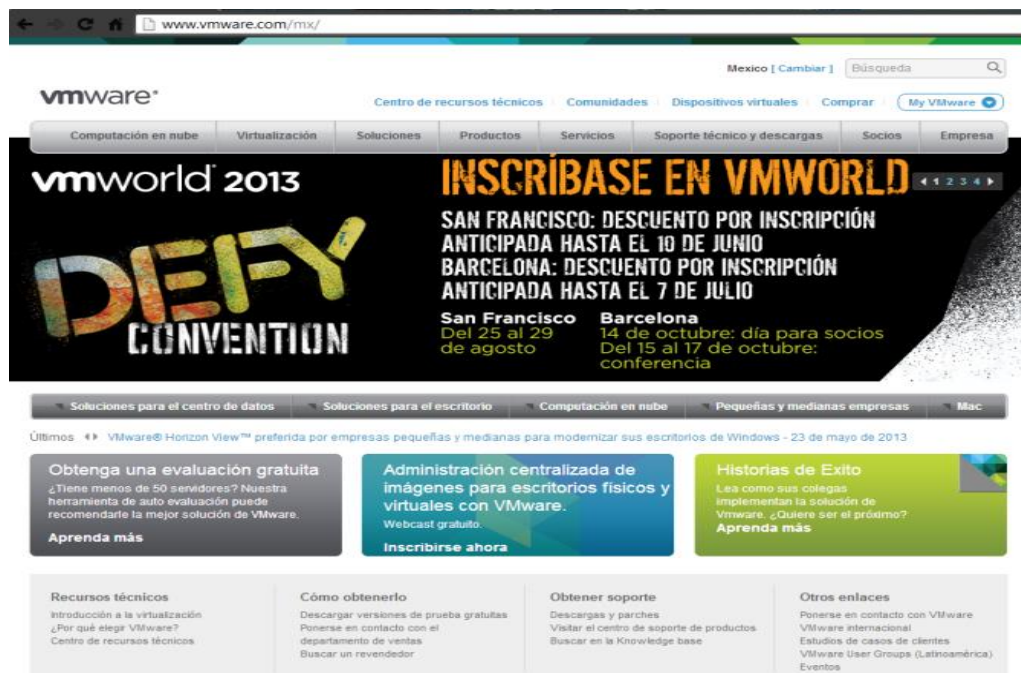 www.vmware.com/mx/
Mexico [ Cambiar ] Búsqueda
vmware®
Centro de recursos técnicos Comunidades Dispositivos virtuales Comprar My VMware
Computación en nube Virtualización Soluciones Productos Servicios Soporte técnico y descargas Socios Empresa
vmworld® 2013
DEFY
CONVENTION
INSCRÍBASE EN VMWORLD
1 2 3 4
SAN FRANCISCO: DESCUENTO POR INSCRIPCIÓN
ANTICIPADA HASTA EL 10 DE JUNIO
BARCELONA: DESCUENTO POR INSCRIPCIÓN
ANTICIPADA HASTA EL 7 DE JULIO
San Francisco
Del 25 al 29
de agosto
Barcelona
14 de octubre: día para socios
Del 15 al 17 de octubre:
conferencia
Soluciones para el centro de datos Soluciones para el escritorio Computación en nube Pequeñas y medianas empresas Mac
Últimos VMware® Horizon View™ preferida por empresas pequeñas y medianas para modernizar sus escritorios de Windows - 23 de mayo de 2013
Obtenga una evaluación gratuita
¿Tiene menos de 50 servidores? Nuestra
herramienta de auto evaluación puede
recomendarle la mejor solución de VMware.
Aprenda más
Administración centralizada de
imágenes para escritorios físicos y
virtuales con VMware.
Webcast gratuito.
Inscribirse ahora
Historias de Exito
Lea como sus colegas
implementan la solución de
Vmware. ¿Quiere ser el próximo?
Aprenda más
Recursos técnicos
Introducción a la virtualización
¿Por qué elegir VMware?
Centro de recursos técnicos
Cómo obtenerlo
Descargar versiones de prueba gratuitas
Ponerse en contacto con el
departamento de ventas
Buscar un revendedor
Obtener soporte
Descargas y parches
Visitar el centro de soporte de productos
Buscar en la Knowledge base
Otros enlaces
Ponerse en contacto con VMware
VMware internacional
Estudios de casos de clientes
VMware User Groups (Latinoamérica)
Eventos